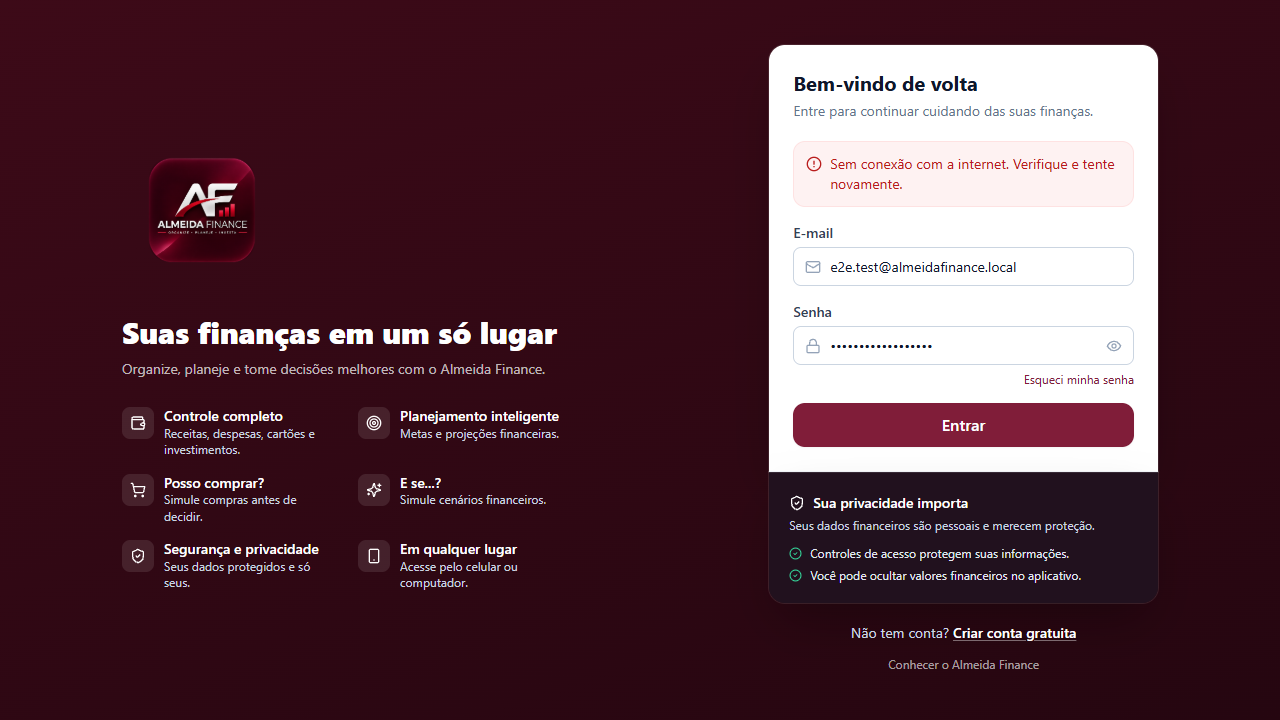 AF
ALMEIDA FINANCE
ORGANIZE • PLANEJE • INVISTA
Suas finanças em um só lugar
Organize, planeje e tome decisões melhores com o Almeida Finance.
Controle completo
Receitas, despesas, cartões e
investimentos.
Planejamento inteligente
Metas e projeções financeiras.
Posso comprar?
Simule compras antes de
decidir.
E se...?
Simule cenários financeiros.
Segurança e privacidade
Seus dados protegidos e só
seus.
Em qualquer lugar
Acesse pelo celular ou
computador.
Bem-vindo de volta
Entre para continuar cuidando das suas finanças.
Sem conexão com a internet. Verifique e tente
novamente.
E-mail
e2e.test@almeidafinance.local
Senha
••••••••••••••••••
Esqueci minha senha
Entrar
Sua privacidade importa
Seus dados financeiros são pessoais e merecem proteção.
Controles de acesso protegem suas informações.
Você pode ocultar valores financeiros no aplicativo.
Não tem conta? Criar conta gratuita
Conhecer o Almeida Finance